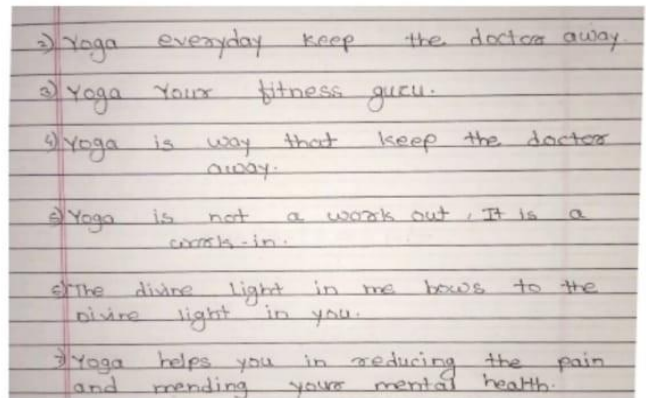 2) Yoga everyday keep the doctor away.
3) Yoga Your fitness guru.
4) Yoga is way that keep the doctor
away.
5) Yoga is not a work out, It is a
work-in.
6) The divine light in me bows to the
Divine light in you.
7) Yoga helps you in reducing the pain
and mending your mental health.